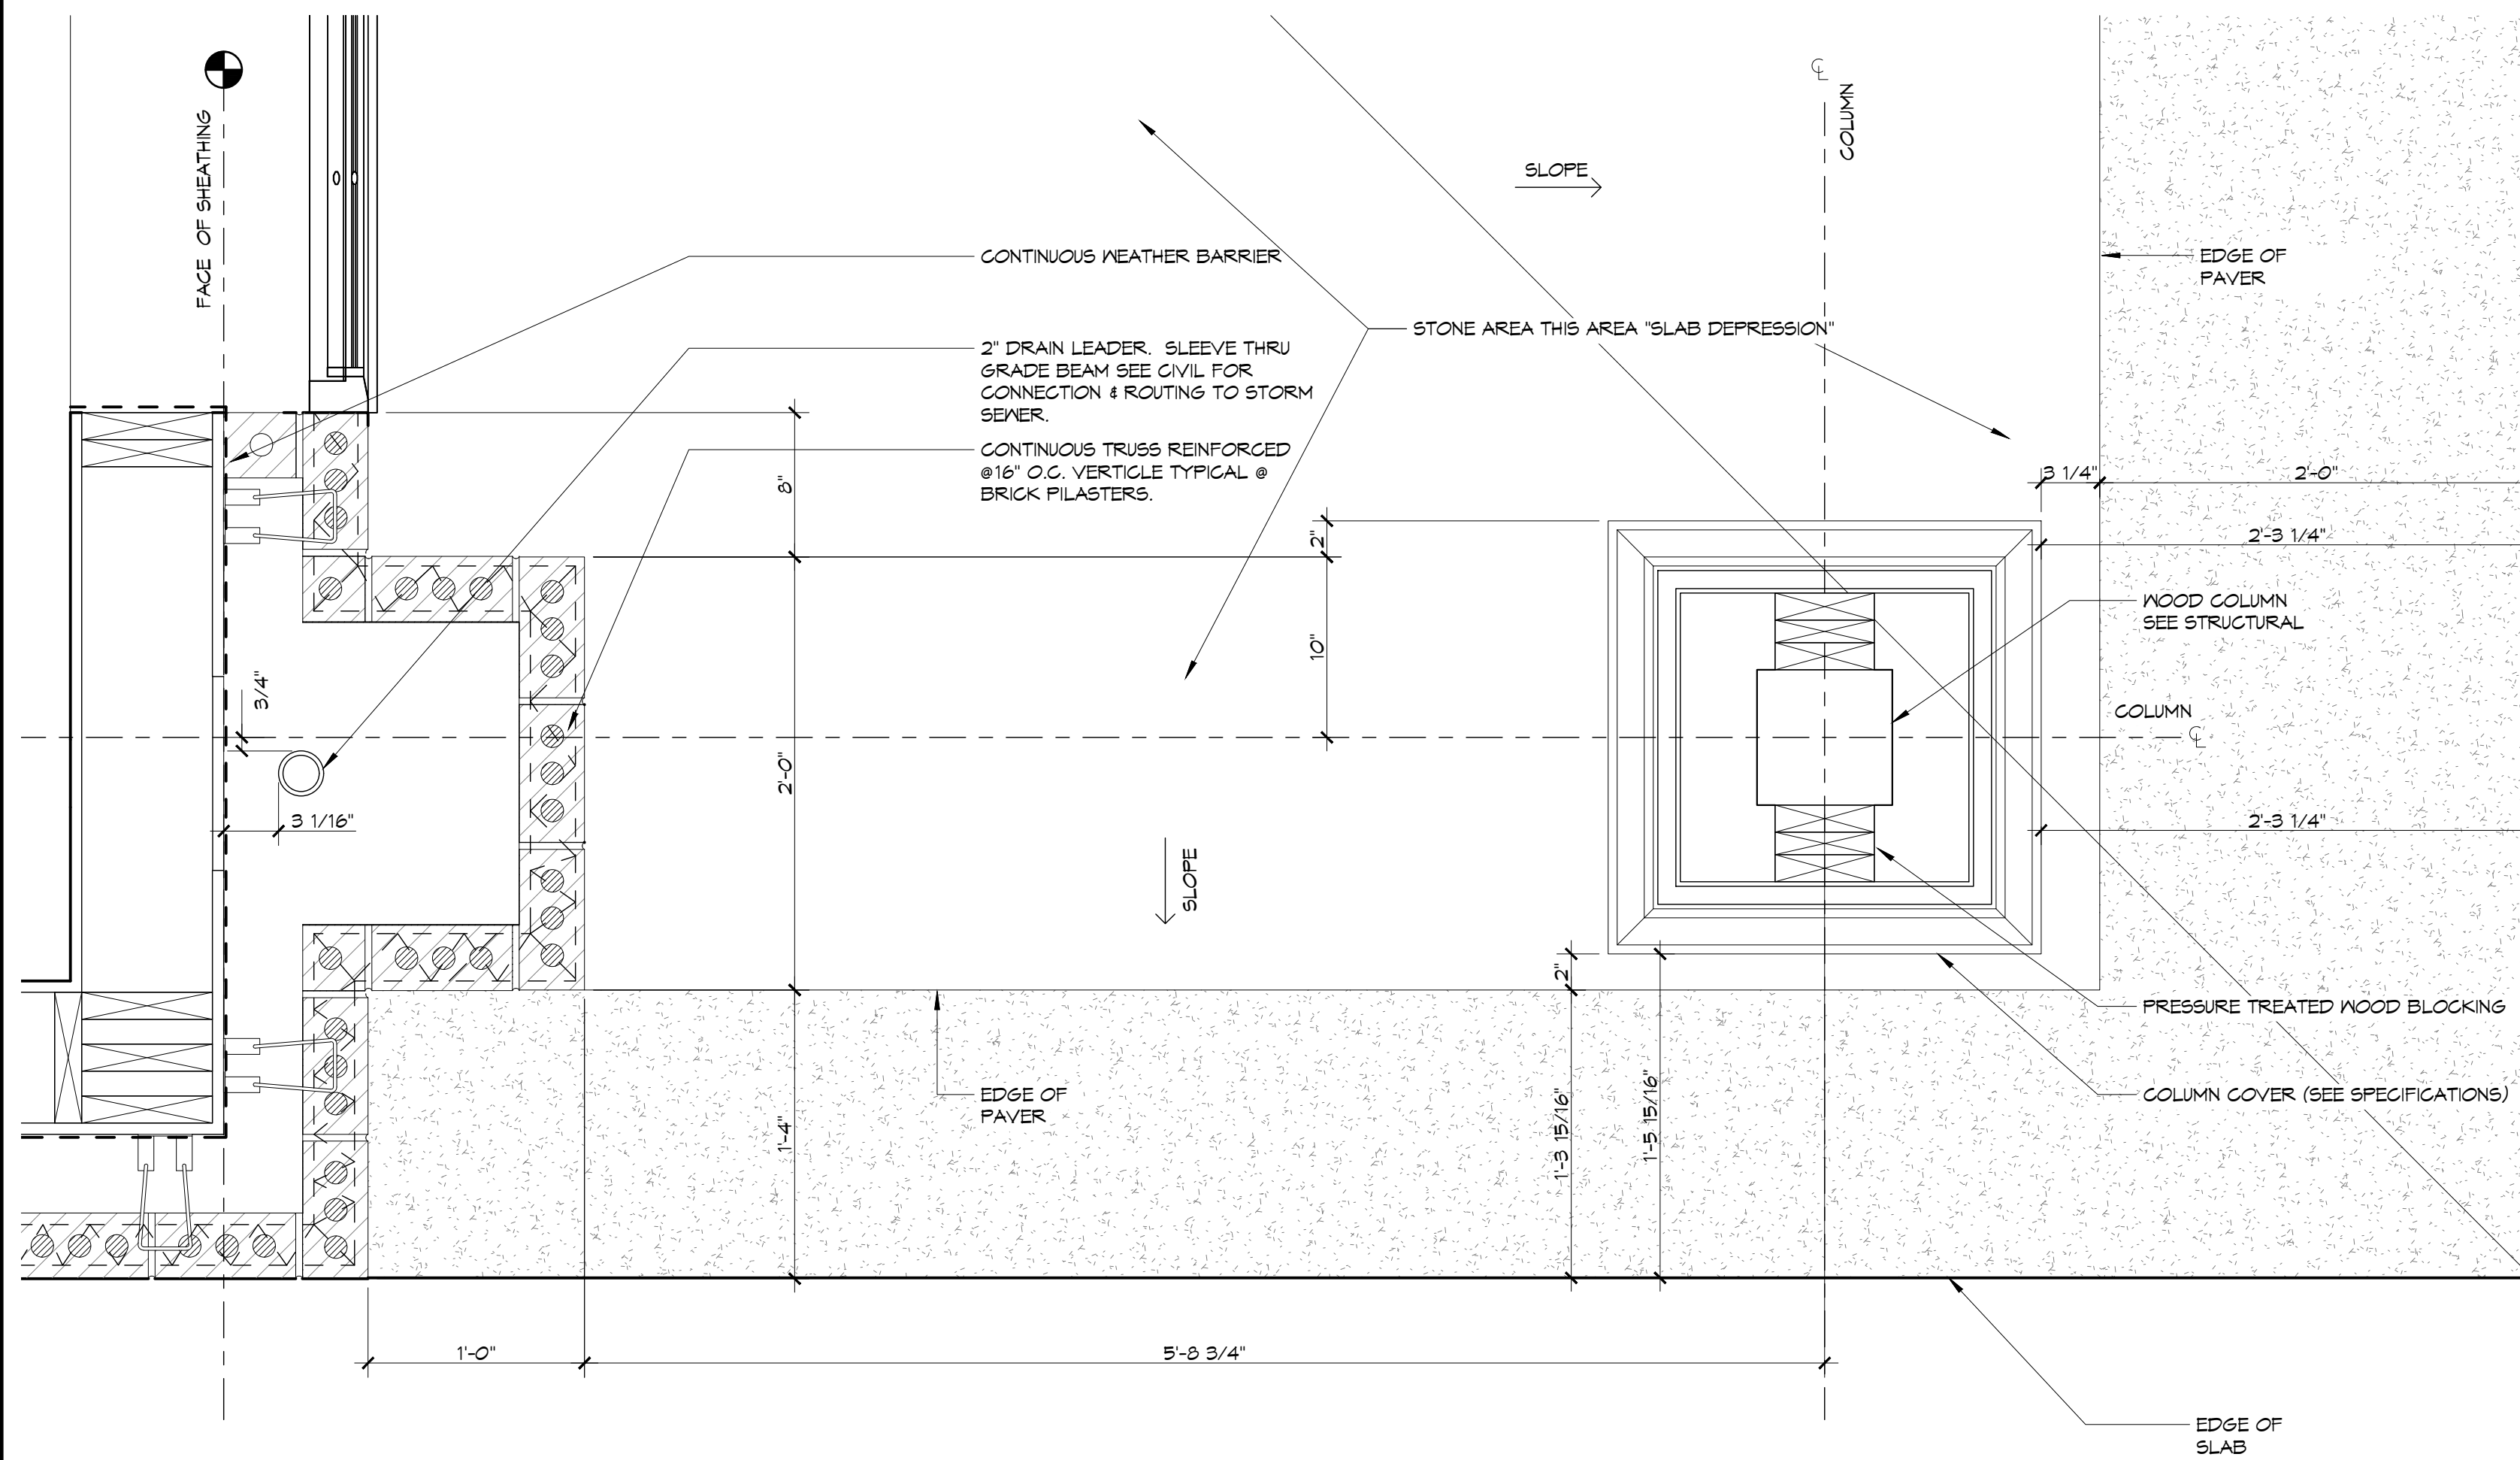 FACE OF SHEATHING
℄
COLUMN
SLOPE
CONTINUOUS WEATHER BARRIER
EDGE OF
PAVER
STONE AREA THIS AREA "SLAB DEPRESSION"
2" DRAIN LEADER. SLEEVE THRU
GRADE BEAM SEE CIVIL FOR
CONNECTION & ROUTING TO STORM
SEWER.
CONTINUOUS TRUSS REINFORCED
@16" O.C. VERTICLE TYPICAL @
BRICK PILASTERS.
8"
3 1/4"
2'-0"
2"
2'-3 1/4"
WOOD COLUMN
SEE STRUCTURAL
10"
3/4"
COLUMN
℄
2'-0"
3 1/16"
2'-3 1/4"
SLOPE
2"
PRESSURE TREATED WOOD BLOCKING
EDGE OF
PAVER
COLUMN COVER (SEE SPECIFICATIONS)
1'-4"
1'-3 15/16"
1'-5 15/16"
1'-0"
5'-8 3/4"
EDGE OF
SLAB